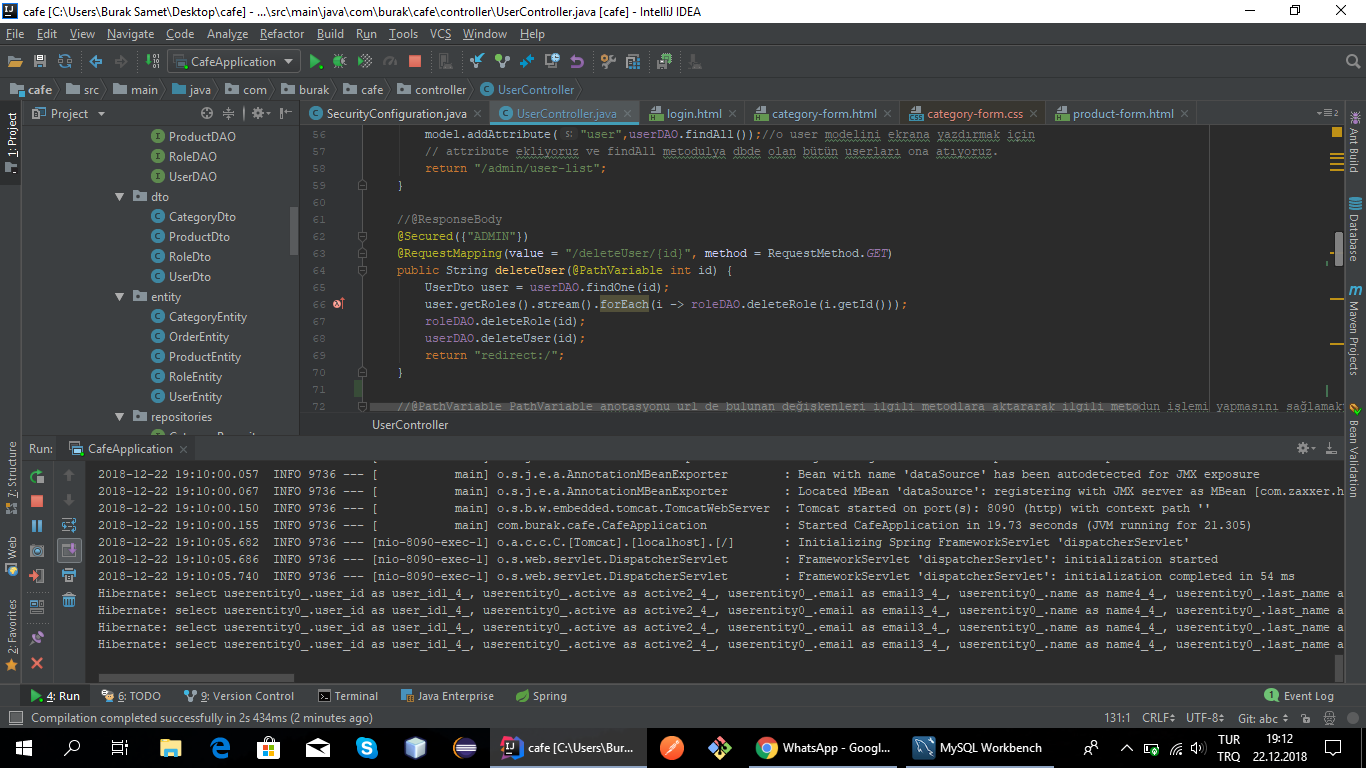 cafe [C:\Users\Burak Samet\Desktop\cafe] - ...\src\main\java\com\burak\cafe\controller\UserController.java [cafe] - IntelliJ IDEA
File Edit View Navigate Code Analyze Refactor Build Run Tools VCS Window Help
CafeApplication
cafe src main java com burak cafe controller UserController
Project
SecurityConfiguration.java UserController.java login.html category-form.html category-form.css product-form.html
1: Project
7: Structure
Web
2: Favorites
Ant Build
Database
Maven Projects
Bean Validation
ProductDAO
RoleDAO
UserDAO
dto
CategoryDto
ProductDto
RoleDto
UserDto
entity
CategoryEntity
OrderEntity
ProductEntity
RoleEntity
UserEntity
repositories
56 model.addAttribute( s: "user",userDAO.findAll());//o user modelini ekrana yazdırmak için
57 // attribute ekliyoruz ve findAll metodulya dbde olan bütün userları ona atıyoruz.
58 return "/admin/user-list";
59 }
60
61 //@ResponseBody
62 @Secured({"ADMIN"})
63 @RequestMapping(value = "/deleteUser/{id}", method = RequestMethod.GET)
64 public String deleteUser(@PathVariable int id) {
65 UserDto user = userDAO.findOne(id);
66 user.getRoles().stream().forEach(i -> roleDAO.deleteRole(i.getId()));
67 roleDAO.deleteRole(id);
68 userDAO.deleteUser(id);
69 return "redirect:/";
70 }
71
72 //@PathVariable PathVariable anotasyonu url de bulunan değişkenleri ilgili metodlara aktararak ilgili metodun işlemi yapmasını sağlamak
UserController
Run: CafeApplication
2018-12-22 19:10:00.057 INFO 9736 --- [ main] o.s.j.e.a.AnnotationMBeanExporter : Bean with name 'dataSource' has been autodetected for JMX exposure
2018-12-22 19:10:00.067 INFO 9736 --- [ main] o.s.j.e.a.AnnotationMBeanExporter : Located MBean 'dataSource': registering with JMX server as MBean [com.zaxxer.h
2018-12-22 19:10:00.150 INFO 9736 --- [ main] o.s.b.w.embedded.tomcat.TomcatWebServer : Tomcat started on port(s): 8090 (http) with context path ''
2018-12-22 19:10:00.155 INFO 9736 --- [ main] com.burak.cafe.CafeApplication : Started CafeApplication in 19.73 seconds (JVM running for 21.305)
2018-12-22 19:10:05.682 INFO 9736 --- [nio-8090-exec-1] o.a.c.c.C.[Tomcat].[localhost].[/] : Initializing Spring FrameworkServlet 'dispatcherServlet'
2018-12-22 19:10:05.686 INFO 9736 --- [nio-8090-exec-1] o.s.web.servlet.DispatcherServlet : FrameworkServlet 'dispatcherServlet': initialization started
2018-12-22 19:10:05.740 INFO 9736 --- [nio-8090-exec-1] o.s.web.servlet.DispatcherServlet : FrameworkServlet 'dispatcherServlet': initialization completed in 54 ms
Hibernate: select userentity0_.user_id as user_id1_4_, userentity0_.active as active2_4_, userentity0_.email as email3_4_, userentity0_.name as name4_4_, userentity0_.last_name a
Hibernate: select userentity0_.user_id as user_id1_4_, userentity0_.active as active2_4_, userentity0_.email as email3_4_, userentity0_.name as name4_4_, userentity0_.last_name a
Hibernate: select userentity0_.user_id as user_id1_4_, userentity0_.active as active2_4_, userentity0_.email as email3_4_, userentity0_.name as name4_4_, userentity0_.last_name a
Hibernate: select userentity0_.user_id as user_id1_4_, userentity0_.active as active2_4_, userentity0_.email as email3_4_, userentity0_.name as name4_4_, userentity0_.last_name a
4: Run 6: TODO 9: Version Control Terminal Java Enterprise Spring 1 Event Log
Compilation completed successfully in 2s 434ms (2 minutes ago) 131:1 CRLF UTF-8 Git: abc
cafe [C:\Users\Bur... WhatsApp - Googl... MySQL Workbench TUR 19:12
TRQ 22.12.2018